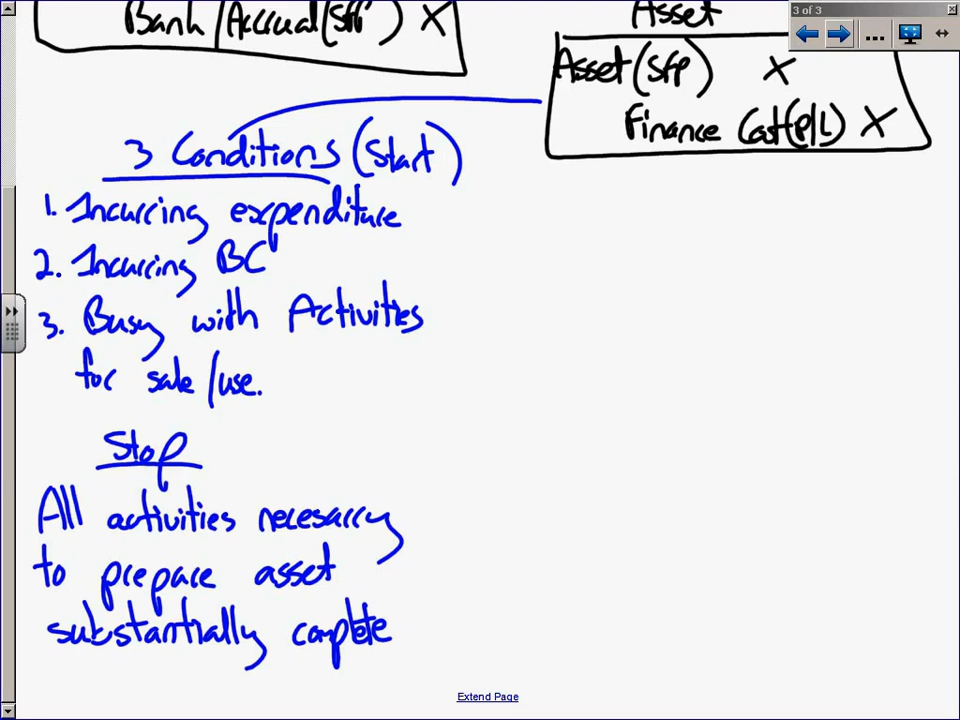 Bank/Accrual(SFP) X
Asset
3 of 3
Asset(SFP) X
Finance Cost(P/L) X
3 Conditions (Start)
1. Incurring expenditure
2. Incurring BC
3. Busy with Activities
for sale/use.
Stop
All activities necesarry
to prepare asset
substantially complete
Extend Page